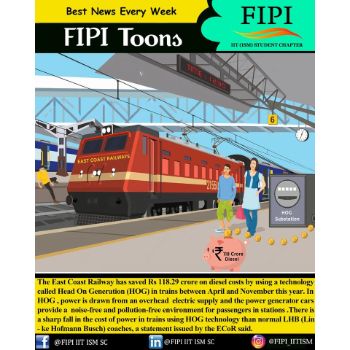 Best News Every Week
FIPI Toons
FIPI
IIT (ISM) STUDENT CHAPTER
6
EAST COAST RAILWAYS
HOG
Substation
₹ 118 Crore
Diesel
The East Coast Railway has saved Rs 118.29 crore on diesel costs by using a technology
called Head On Generation (HOG) in trains between April and November this year. In
HOG , power is drawn from an overhead electric supply and the power generator cars
provide a noise-free and pollution-free environment for passengers in stations .There is
a sharp fall in the cost of power in trains using HOG technology than normal LHB (Lin
- ke Hofmann Busch) coaches, a statement issued by the ECoR said.
@FIPI IIT ISM SC
@FIPI IIT ISM SC
@FIPI_IITISM